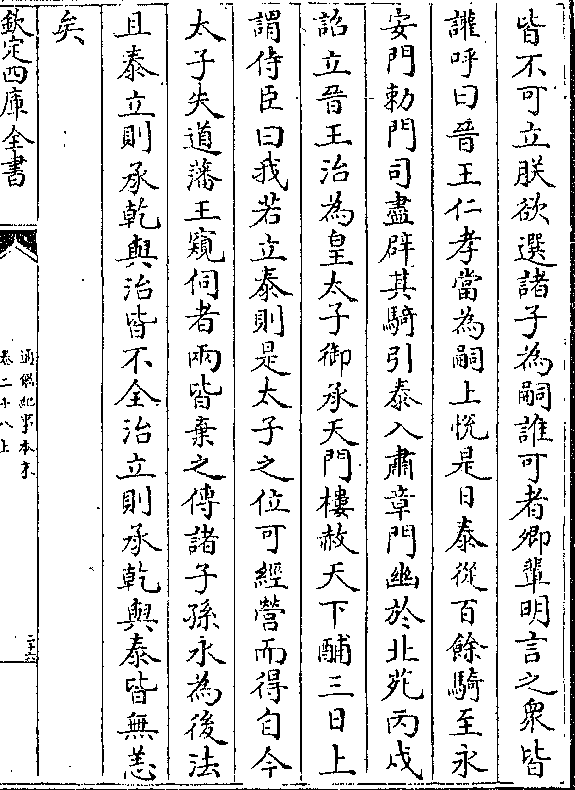 皆不可立朕欲選諸子為嗣誰可者卿輩明言之衆皆
讙呼曰晉王仁孝當為嗣上悅是日泰從百餘騎至永
安門勅門司盡辟其騎引泰入肅章門幽於北苑丙戌
詔立晉王治為皇太子御承天門樓赦天下酺三日上
謂侍臣曰我若立泰則是太子之位可經營而得自今
太子失道藩王窺伺者兩皆棄之傳諸子孫永為後法
且泰立則承乾與治皆不全治立則承乾與泰皆無恙
矣
欽定四庫全書
通鑑紀事本末
卷二十八上
二十六